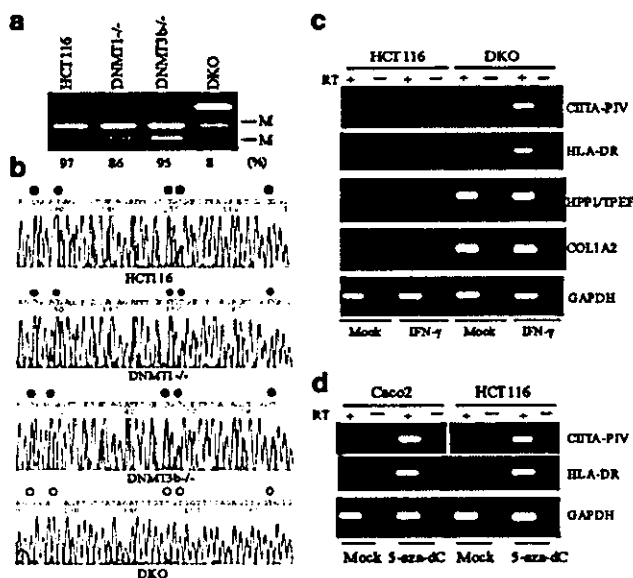 a
HCT116
DNMT1-/-
DNMT3b-/-
DKO
M
M
97 86 95 8 (%)
b
HCT116
DNMT1-/-
DNMT3b-/-
DKO
c
HCT116 DKO
RT + − + − + − + −
CIITA-PIV
HLA-DR
HPP1/TPEF
COL1A2
GAPDH
Mock IFN-γ Mock IFN-γ
d
Caco2 HCT116
RT + − + − + − + −
CIITA-PIV
HLA-DR
GAPDH
Mock 5-aza-dC Mock 5-aza-dC